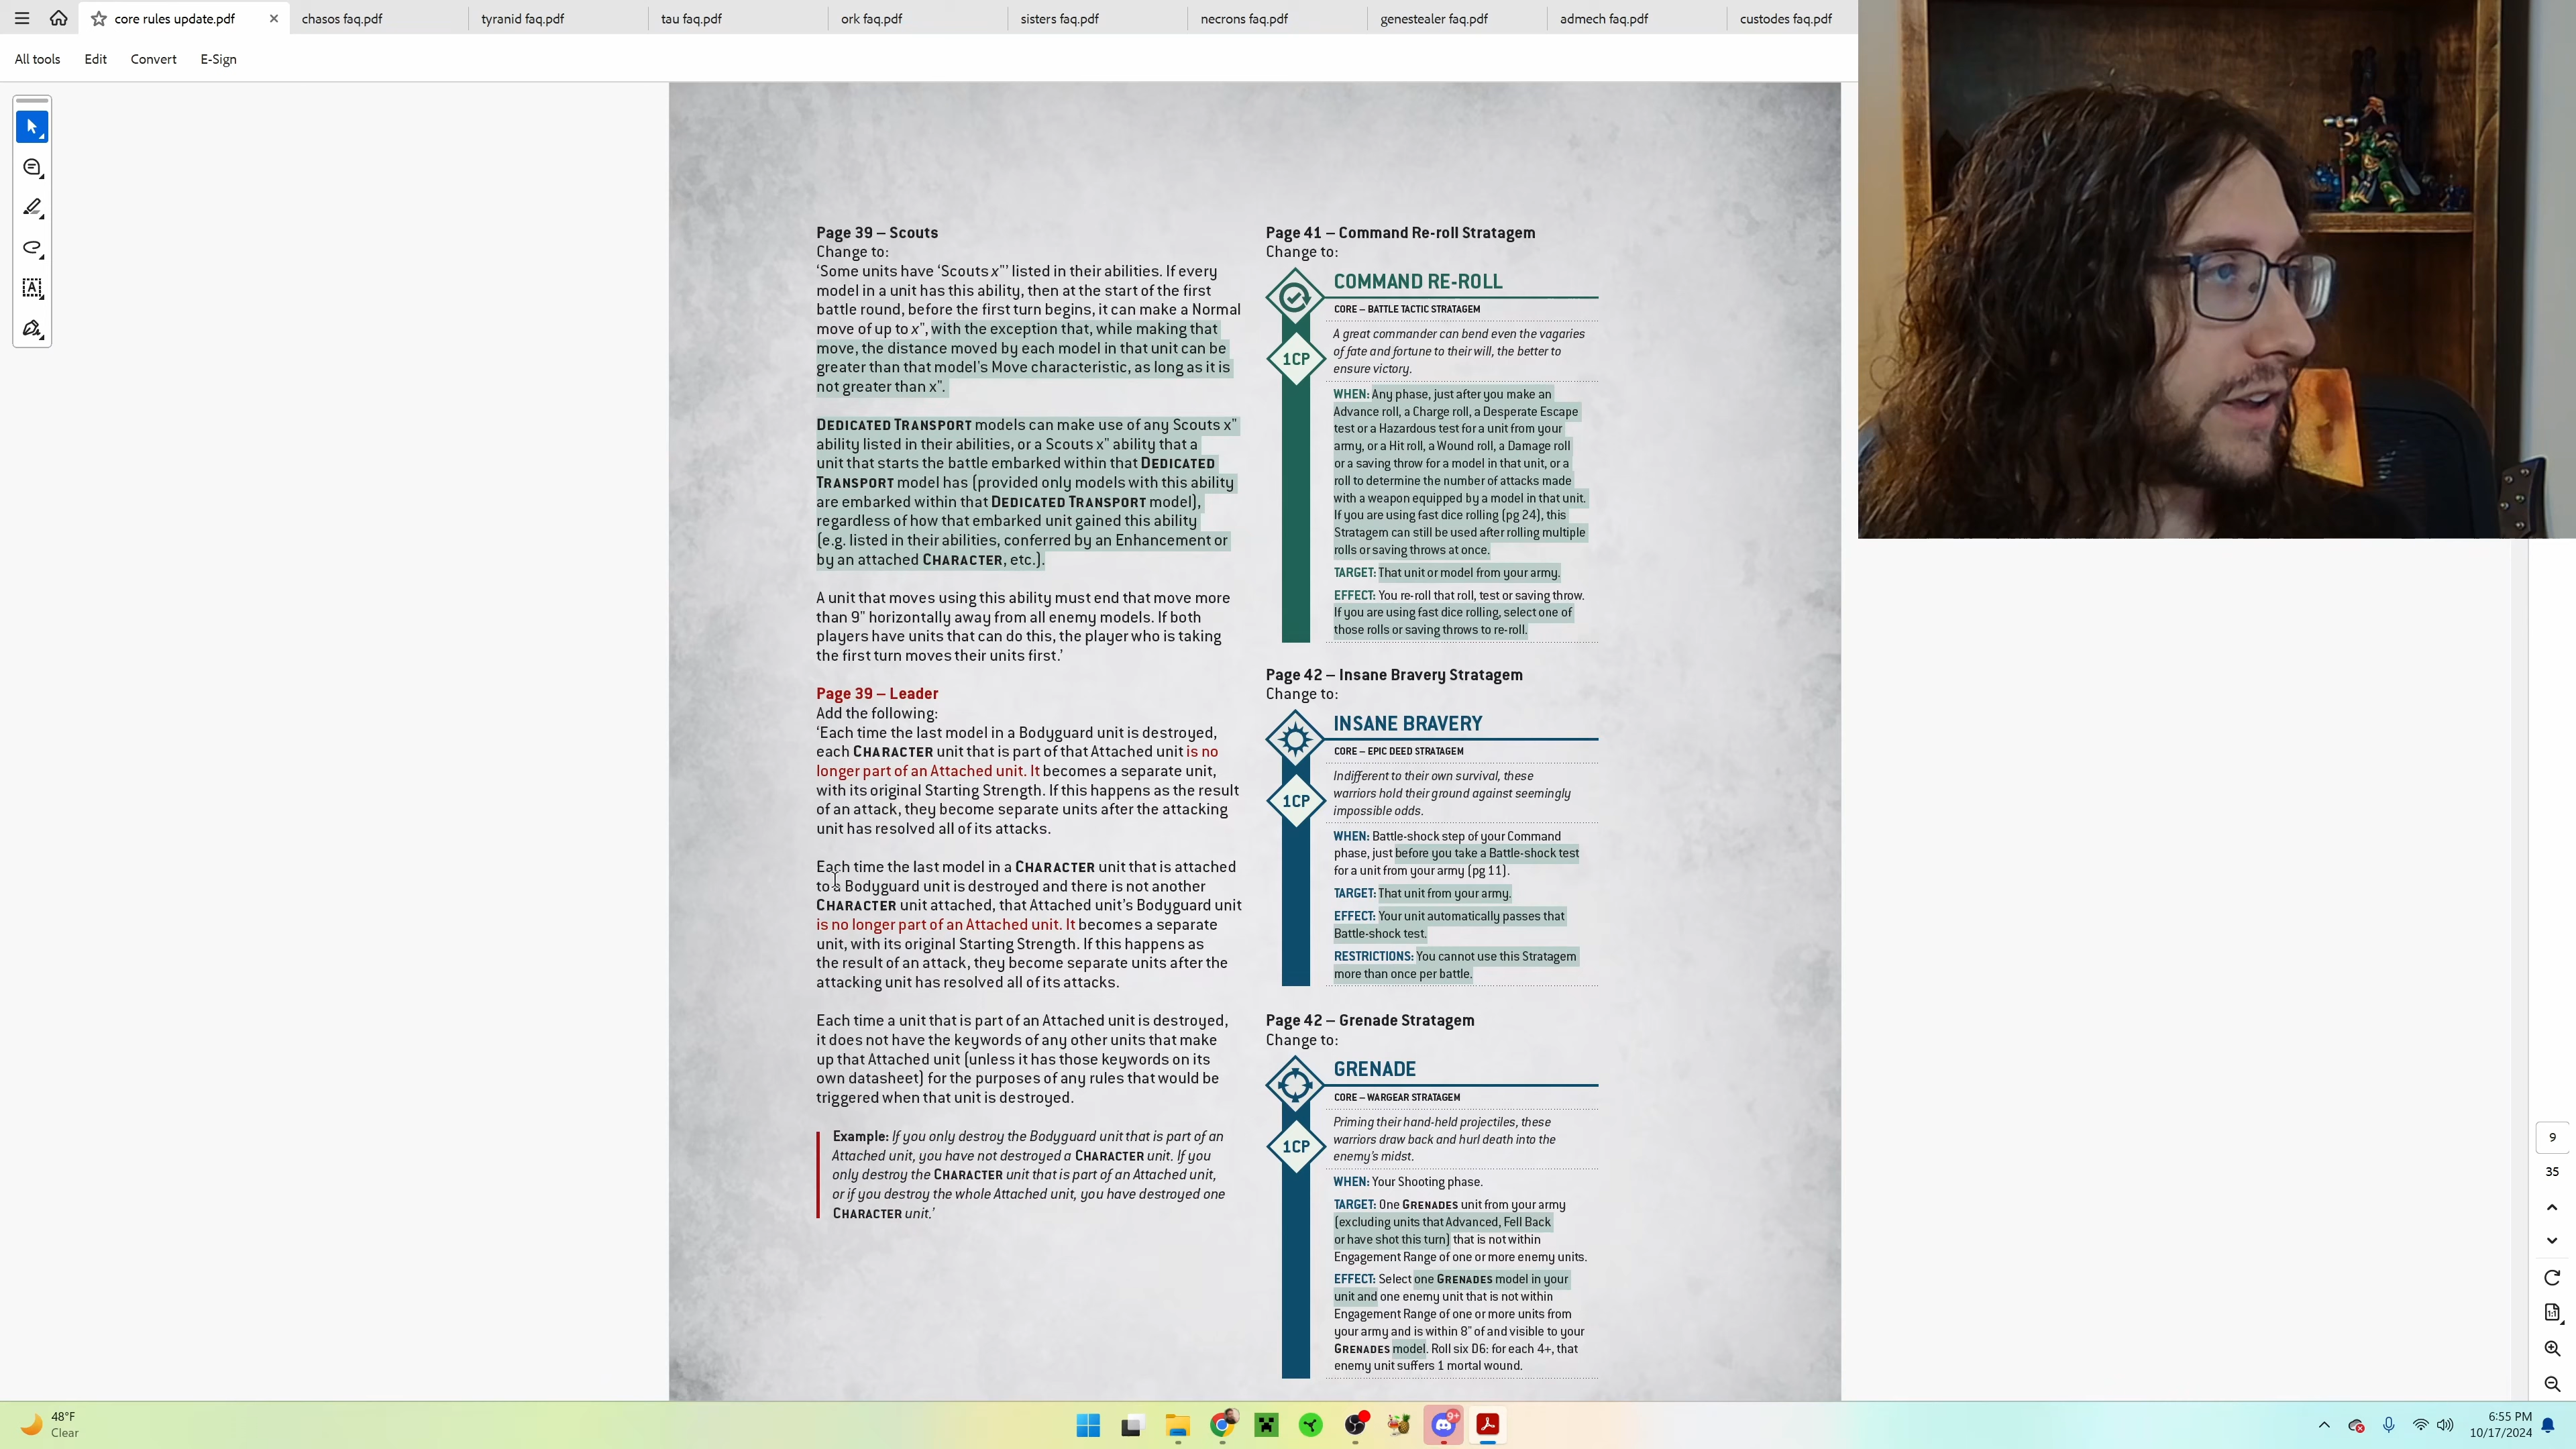 core rules update.pdf
chasos faq.pdf
tyranid faq.pdf
tau faq.pdf
ork faq.pdf
sisters faq.pdf
necrons faq.pdf
genestealer faq.pdf
admech faq.pdf
custodes faq.pdf
All tools
Edit
Convert
E-Sign
Page 39 – Scouts
Change to:
‘Some units have ‘Scouts x"’ listed in their abilities. If every
model in a unit has this ability, then at the start of the first
battle round, before the first turn begins, it can make a Normal
move of up to x", with the exception that, while making that
move, the distance moved by each model in that unit can be
greater than that model's Move characteristic, as long as it is
not greater than x".
DEDICATED TRANSPORT models can make use of any Scouts x"
ability listed in their abilities, or a Scouts x" ability that a
unit that starts the battle embarked within that DEDICATED
TRANSPORT model has (provided only models with this ability
are embarked within that DEDICATED TRANSPORT model),
regardless of how that embarked unit gained this ability
(e.g. listed in their abilities, conferred by an Enhancement or
by an attached CHARACTER, etc.).
A unit that moves using this ability must end that move more
than 9" horizontally away from all enemy models. If both
players have units that can do this, the player who is taking
the first turn moves their units first.’
Page 39 – Leader
Add the following:
‘Each time the last model in a Bodyguard unit is destroyed,
each CHARACTER unit that is part of that Attached unit is no
longer part of an Attached unit. It becomes a separate unit,
with its original Starting Strength. If this happens as the result
of an attack, they become separate units after the attacking
unit has resolved all of its attacks.
Each time the last model in a CHARACTER unit that is attached
to a Bodyguard unit is destroyed and there is not another
CHARACTER unit attached, that Attached unit’s Bodyguard unit
is no longer part of an Attached unit. It becomes a separate
unit, with its original Starting Strength. If this happens as
the result of an attack, they become separate units after the
attacking unit has resolved all of its attacks.
Each time a unit that is part of an Attached unit is destroyed,
it does not have the keywords of any other units that make
up that Attached unit (unless it has those keywords on its
own datasheet) for the purposes of any rules that would be
triggered when that unit is destroyed.
Example: If you only destroy the Bodyguard unit that is part of an
Attached unit, you have not destroyed a CHARACTER unit. If you
only destroy the CHARACTER unit that is part of an Attached unit,
or if you destroy the whole Attached unit, you have destroyed one
CHARACTER unit.’
Page 41 – Command Re-roll Stratagem
Change to:
COMMAND RE-ROLL
CORE – BATTLE TACTIC STRATAGEM
A great commander can bend even the vagaries
of fate and fortune to their will, the better to
ensure victory.
1CP
WHEN: Any phase, just after you make an
Advance roll, a Charge roll, a Desperate Escape
test or a Hazardous test for a unit from your
army, or a Hit roll, a Wound roll, a Damage roll
or a saving throw for a model in that unit, or a
roll to determine the number of attacks made
with a weapon equipped by a model in that unit.
If you are using fast dice rolling (pg 24), this
Stratagem can still be used after rolling multiple
rolls or saving throws at once.
TARGET: That unit or model from your army.
EFFECT: You re-roll that roll, test or saving throw.
If you are using fast dice rolling, select one of
those rolls or saving throws to re-roll.
Page 42 – Insane Bravery Stratagem
Change to:
INSANE BRAVERY
CORE – EPIC DEED STRATAGEM
Indifferent to their own survival, these
warriors hold their ground against seemingly
impossible odds.
1CP
WHEN: Battle-shock step of your Command
phase, just before you take a Battle-shock test
for a unit from your army (pg 11).
TARGET: That unit from your army.
EFFECT: Your unit automatically passes that
Battle-shock test.
RESTRICTIONS: You cannot use this Stratagem
more than once per battle.
Page 42 – Grenade Stratagem
Change to:
GRENADE
CORE – WARGEAR STRATAGEM
Priming their hand-held projectiles, these
warriors draw back and hurl death into the
enemy’s midst.
1CP
WHEN: Your Shooting phase.
TARGET: One GRENADES unit from your army
(excluding units that Advanced, Fell Back
or have shot this turn) that is not within
Engagement Range of one or more enemy units.
EFFECT: Select one GRENADES model in your
unit and one enemy unit that is not within
Engagement Range of one or more units from
your army and is within 8" of and visible to your
GRENADES model. Roll six D6: for each 4+, that
enemy unit suffers 1 mortal wound.
9
35
48°F
Clear
9+
6:55 PM
10/17/2024